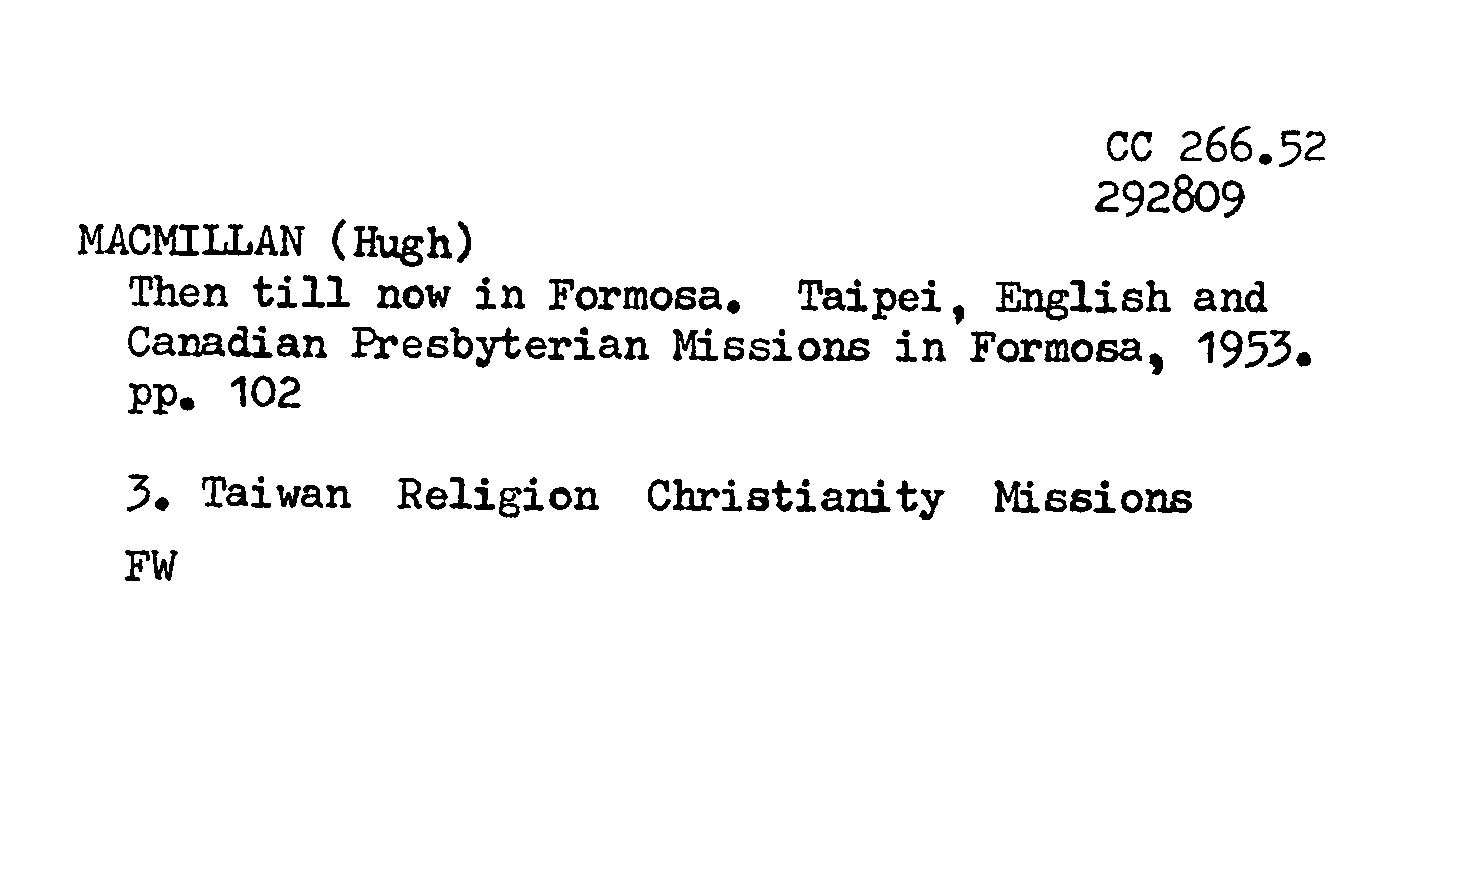 CC 266.52
292809
MACMILLAN (Hugh)
Then till now in Formosa. Taipei, English and
Canadian Presbyterian Missions in Formosa, 1953.
pp. 102
3. Taiwan Religion Christianity Missions
FW